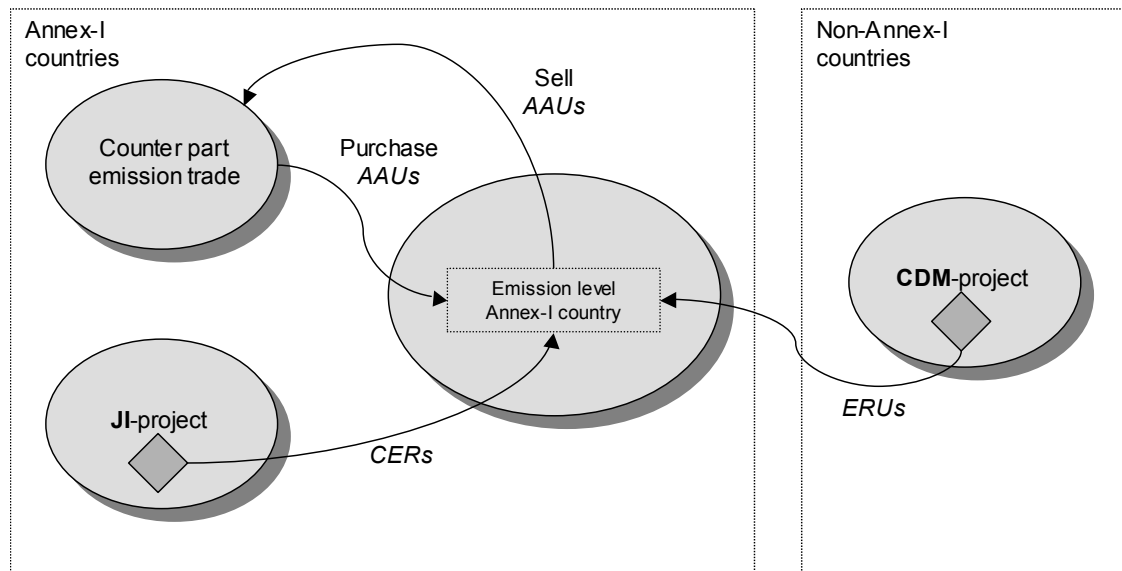 Annex-I
countries
Non-Annex-I
countries
Sell
AAUs
Counter part
emission trade
Purchase
AAUs
Emission level
Annex-I country
CDM-project
JI-project
ERUs
CERs